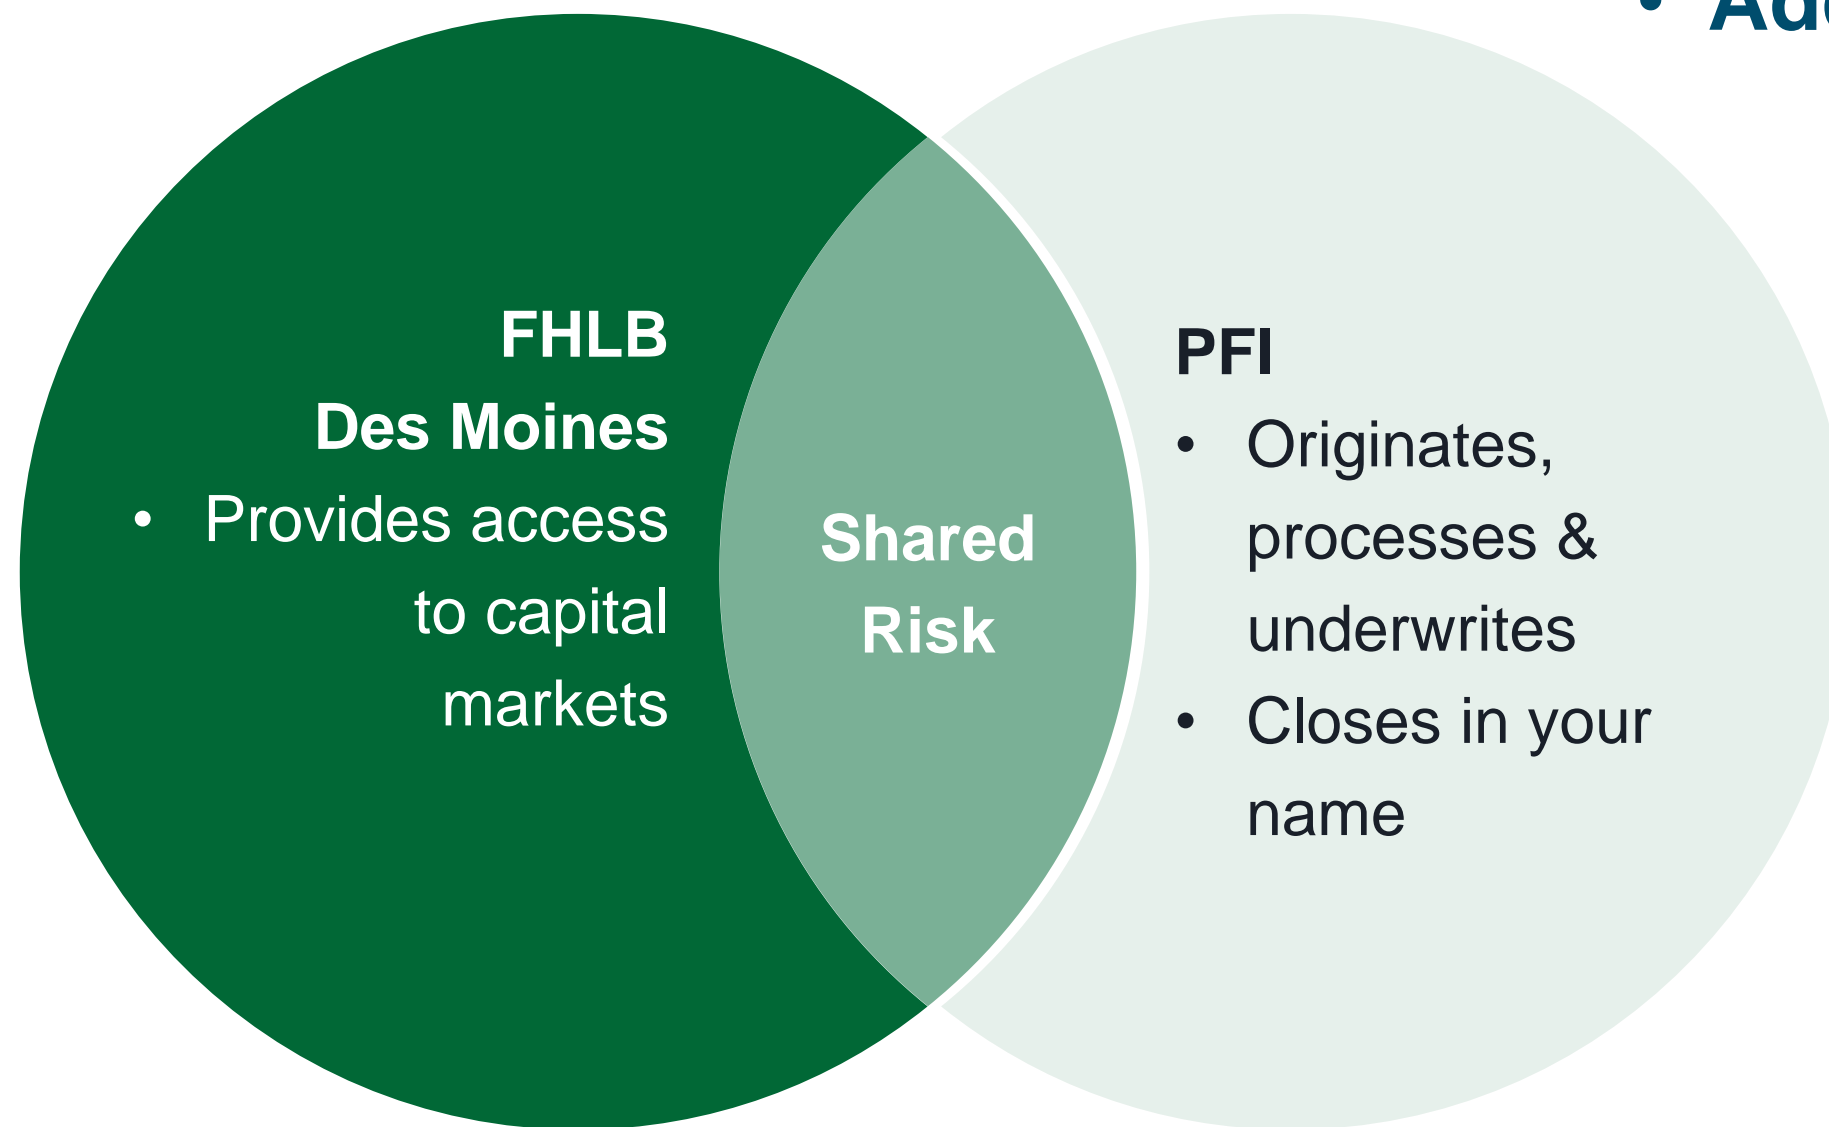 FHLB
Des Moines
• Provides access
to capital
markets
Shared
Risk
PFI
• Originates,
processes &
underwrites
• Closes in your
name